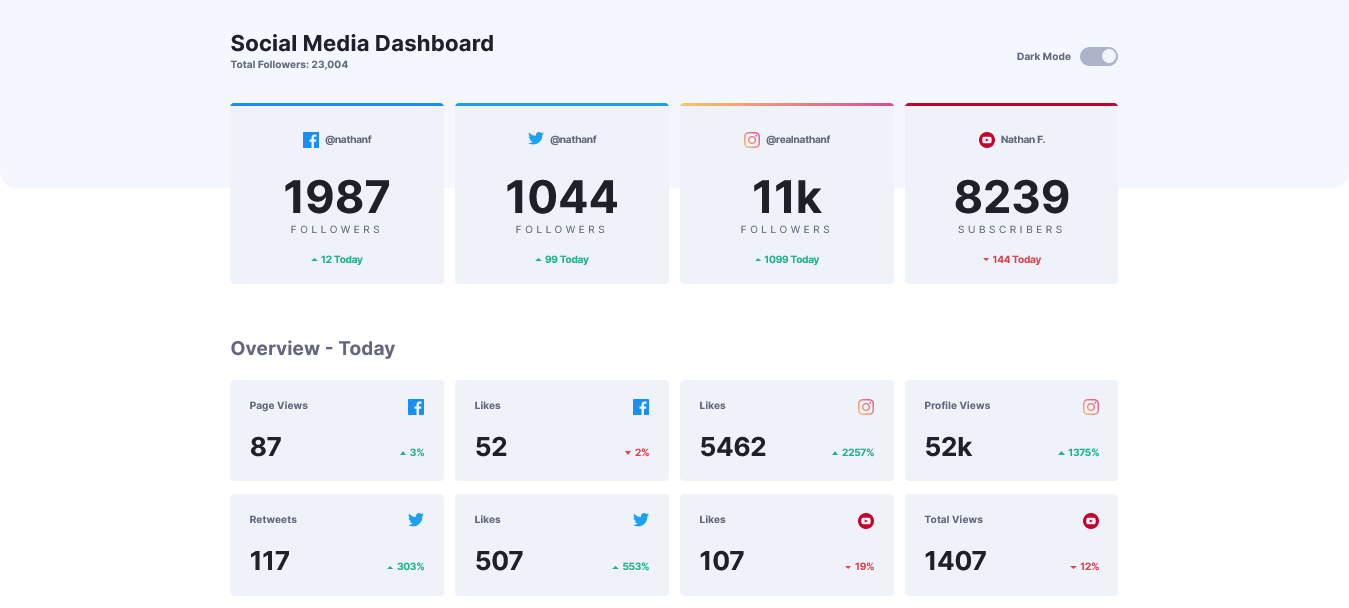 Social Media Dashboard
Total Followers: 23,004
Dark Mode
@nathanf
1987
FOLLOWERS
12 Today
@nathanf
1044
FOLLOWERS
99 Today
@realnathanf
11k
FOLLOWERS
1099 Today
Nathan F.
8239
SUBSCRIBERS
144 Today
Overview - Today
Page Views
87
3%
Likes
52
2%
Likes
5462
2257%
Profile Views
52k
1375%
Retweets
117
303%
Likes
507
553%
Likes
107
19%
Total Views
1407
12%